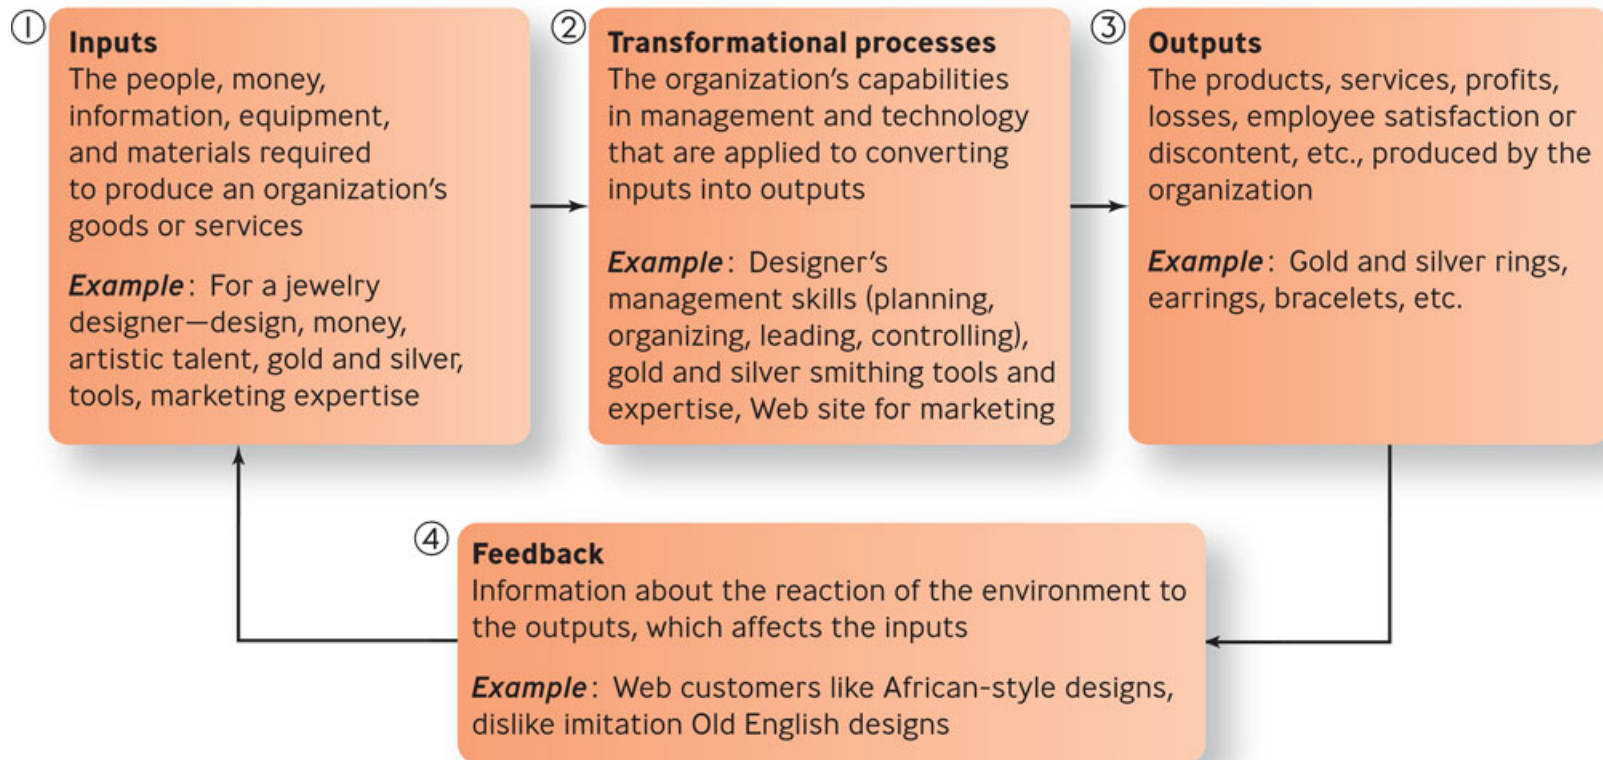 ①
Inputs
The people, money,
information, equipment,
and materials required
to produce an organization’s
goods or services
Example: For a jewelry
designer—design, money,
artistic talent, gold and silver,
tools, marketing expertise
②
Transformational processes
The organization’s capabilities
in management and technology
that are applied to converting
inputs into outputs
Example: Designer’s
management skills (planning,
organizing, leading, controlling),
gold and silver smithing tools and
expertise, Web site for marketing
③
Outputs
The products, services, profits,
losses, employee satisfaction or
discontent, etc., produced by the
organization
Example: Gold and silver rings,
earrings, bracelets, etc.
④
Feedback
Information about the reaction of the environment to
the outputs, which affects the inputs
Example: Web customers like African-style designs,
dislike imitation Old English designs